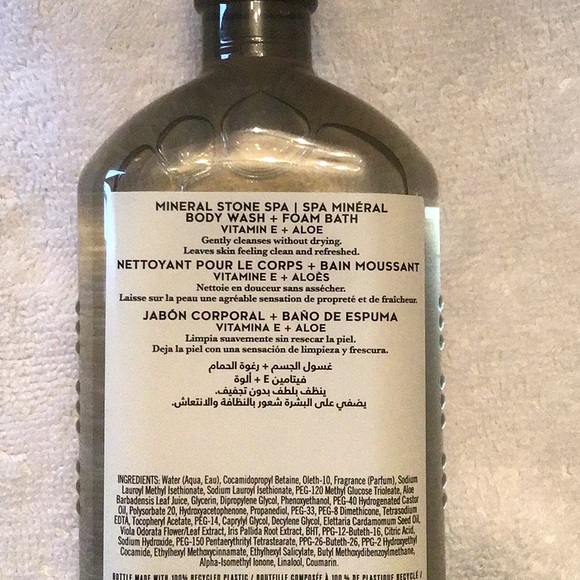 MINERAL STONE SPA | SPA MINÉRAL
BODY WASH + FOAM BATH
VITAMIN E + ALOE
Gently cleanses without drying.
Leaves skin feeling clean and refreshed.
NETTOYANT POUR LE CORPS + BAIN MOUSSANT
VITAMINE E + ALOÈS
Nettoie en douceur sans assécher.
Laisse sur la peau une agréable sensation de propreté et de fraîcheur.
JABÓN CORPORAL + BAÑO DE ESPUMA
VITAMINA E + ALOE
Limpia suavemente sin resecar la piel.
Deja la piel con una sensación de limpieza y frescura.
غسول الجسم + رغوة الحمام
فيتامين E + ألوة
ينظف بلطف بدون تجفيف.
يضفي على البشرة شعور بالنظافة والانتعاش.
INGREDIENTS: Water (Aqua, Eau), Cocamidopropyl Betaine, Oleth-10, Fragrance (Parfum), Sodium
Lauroyl Methyl Isethionate, Sodium Lauroyl Isethionate, PEG-120 Methyl Glucose Trioleate, Aloe
Barbadensis Leaf Juice, Glycerin, Dipropylene Glycol, Phenoxyethanol, PEG-40 Hydrogenated Castor
Oil, Polysorbate 20, Hydroxyacetophenone, Propanediol, PEG-33, PEG-8 Dimethicone, Tetrasodium
EDTA, Tocopheryl Acetate, PEG-14, Caprylyl Glycol, Decylene Glycol, Elettaria Cardamomum Seed Oil,
Viola Odorata Flower/Leaf Extract, Iris Pallida Root Extract, BHT, PPG-12-Buteth-16, Citric Acid,
Sodium Hydroxide, PEG-150 Pentaerythrityl Tetrastearate, PPG-26-Buteth-26, PPG-2 Hydroxyethyl
Cocamide, Ethylhexyl Methoxycinnamate, Ethylhexyl Salicylate, Butyl Methoxydibenzoylmethane,
Alpha-Isomethyl Ionone, Linalool, Coumarin.
BOTTLE MADE WITH 100% RECYCLED PLASTIC / BOUTEILLE COMPOSÉE À 100 % DE PLASTIQUE RECYCLÉ /